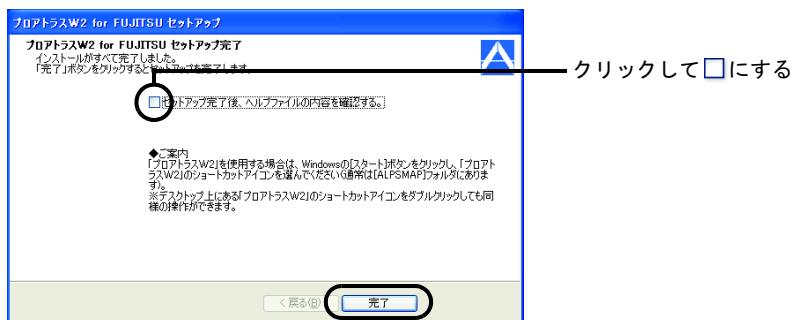 プロアトラスW2 for FUJITSU セットアップ
プロアトラスW2 for FUJITSU セットアップ完了
インストールがすべて完了しました。
「完了」ボタンをクリックするとセットアップを完了します。
クリックして□にする
セットアップ完了後、ヘルプファイルの内容を確認する。
◆ご案内
「プロアトラスW2」を使用する場合は、Windowsの[スタート]ボタンをクリックし、「プロアト
ラスW2」のショートカットアイコンを選んでください(通常は[ALPSMAP]フォルダにありま
す)。
※デスクトップ上にある「プロアトラスW2」のショートカットアイコンをダブルクリックしても同
様の操作ができます。
< 戻る(B)
完了